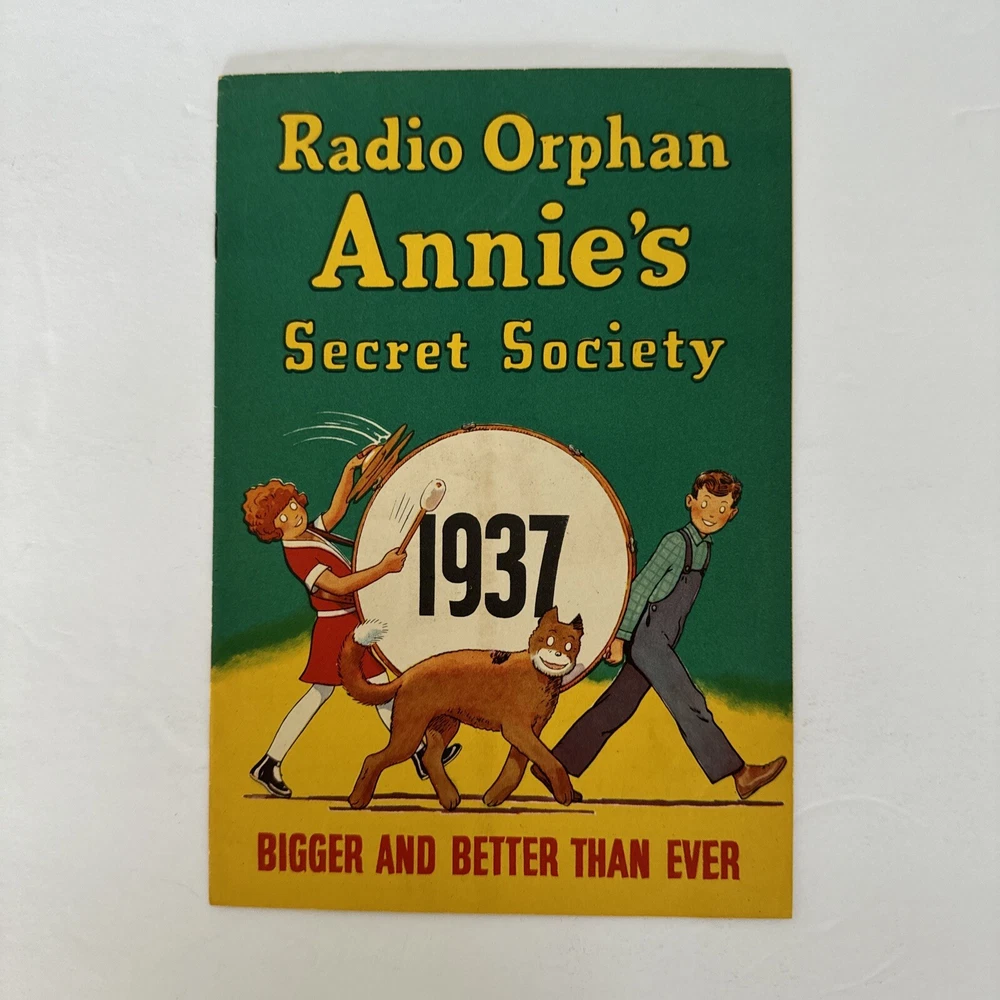 Radio Orphan
Annie's
Secret Society
1937
BIGGER AND BETTER THAN EVER